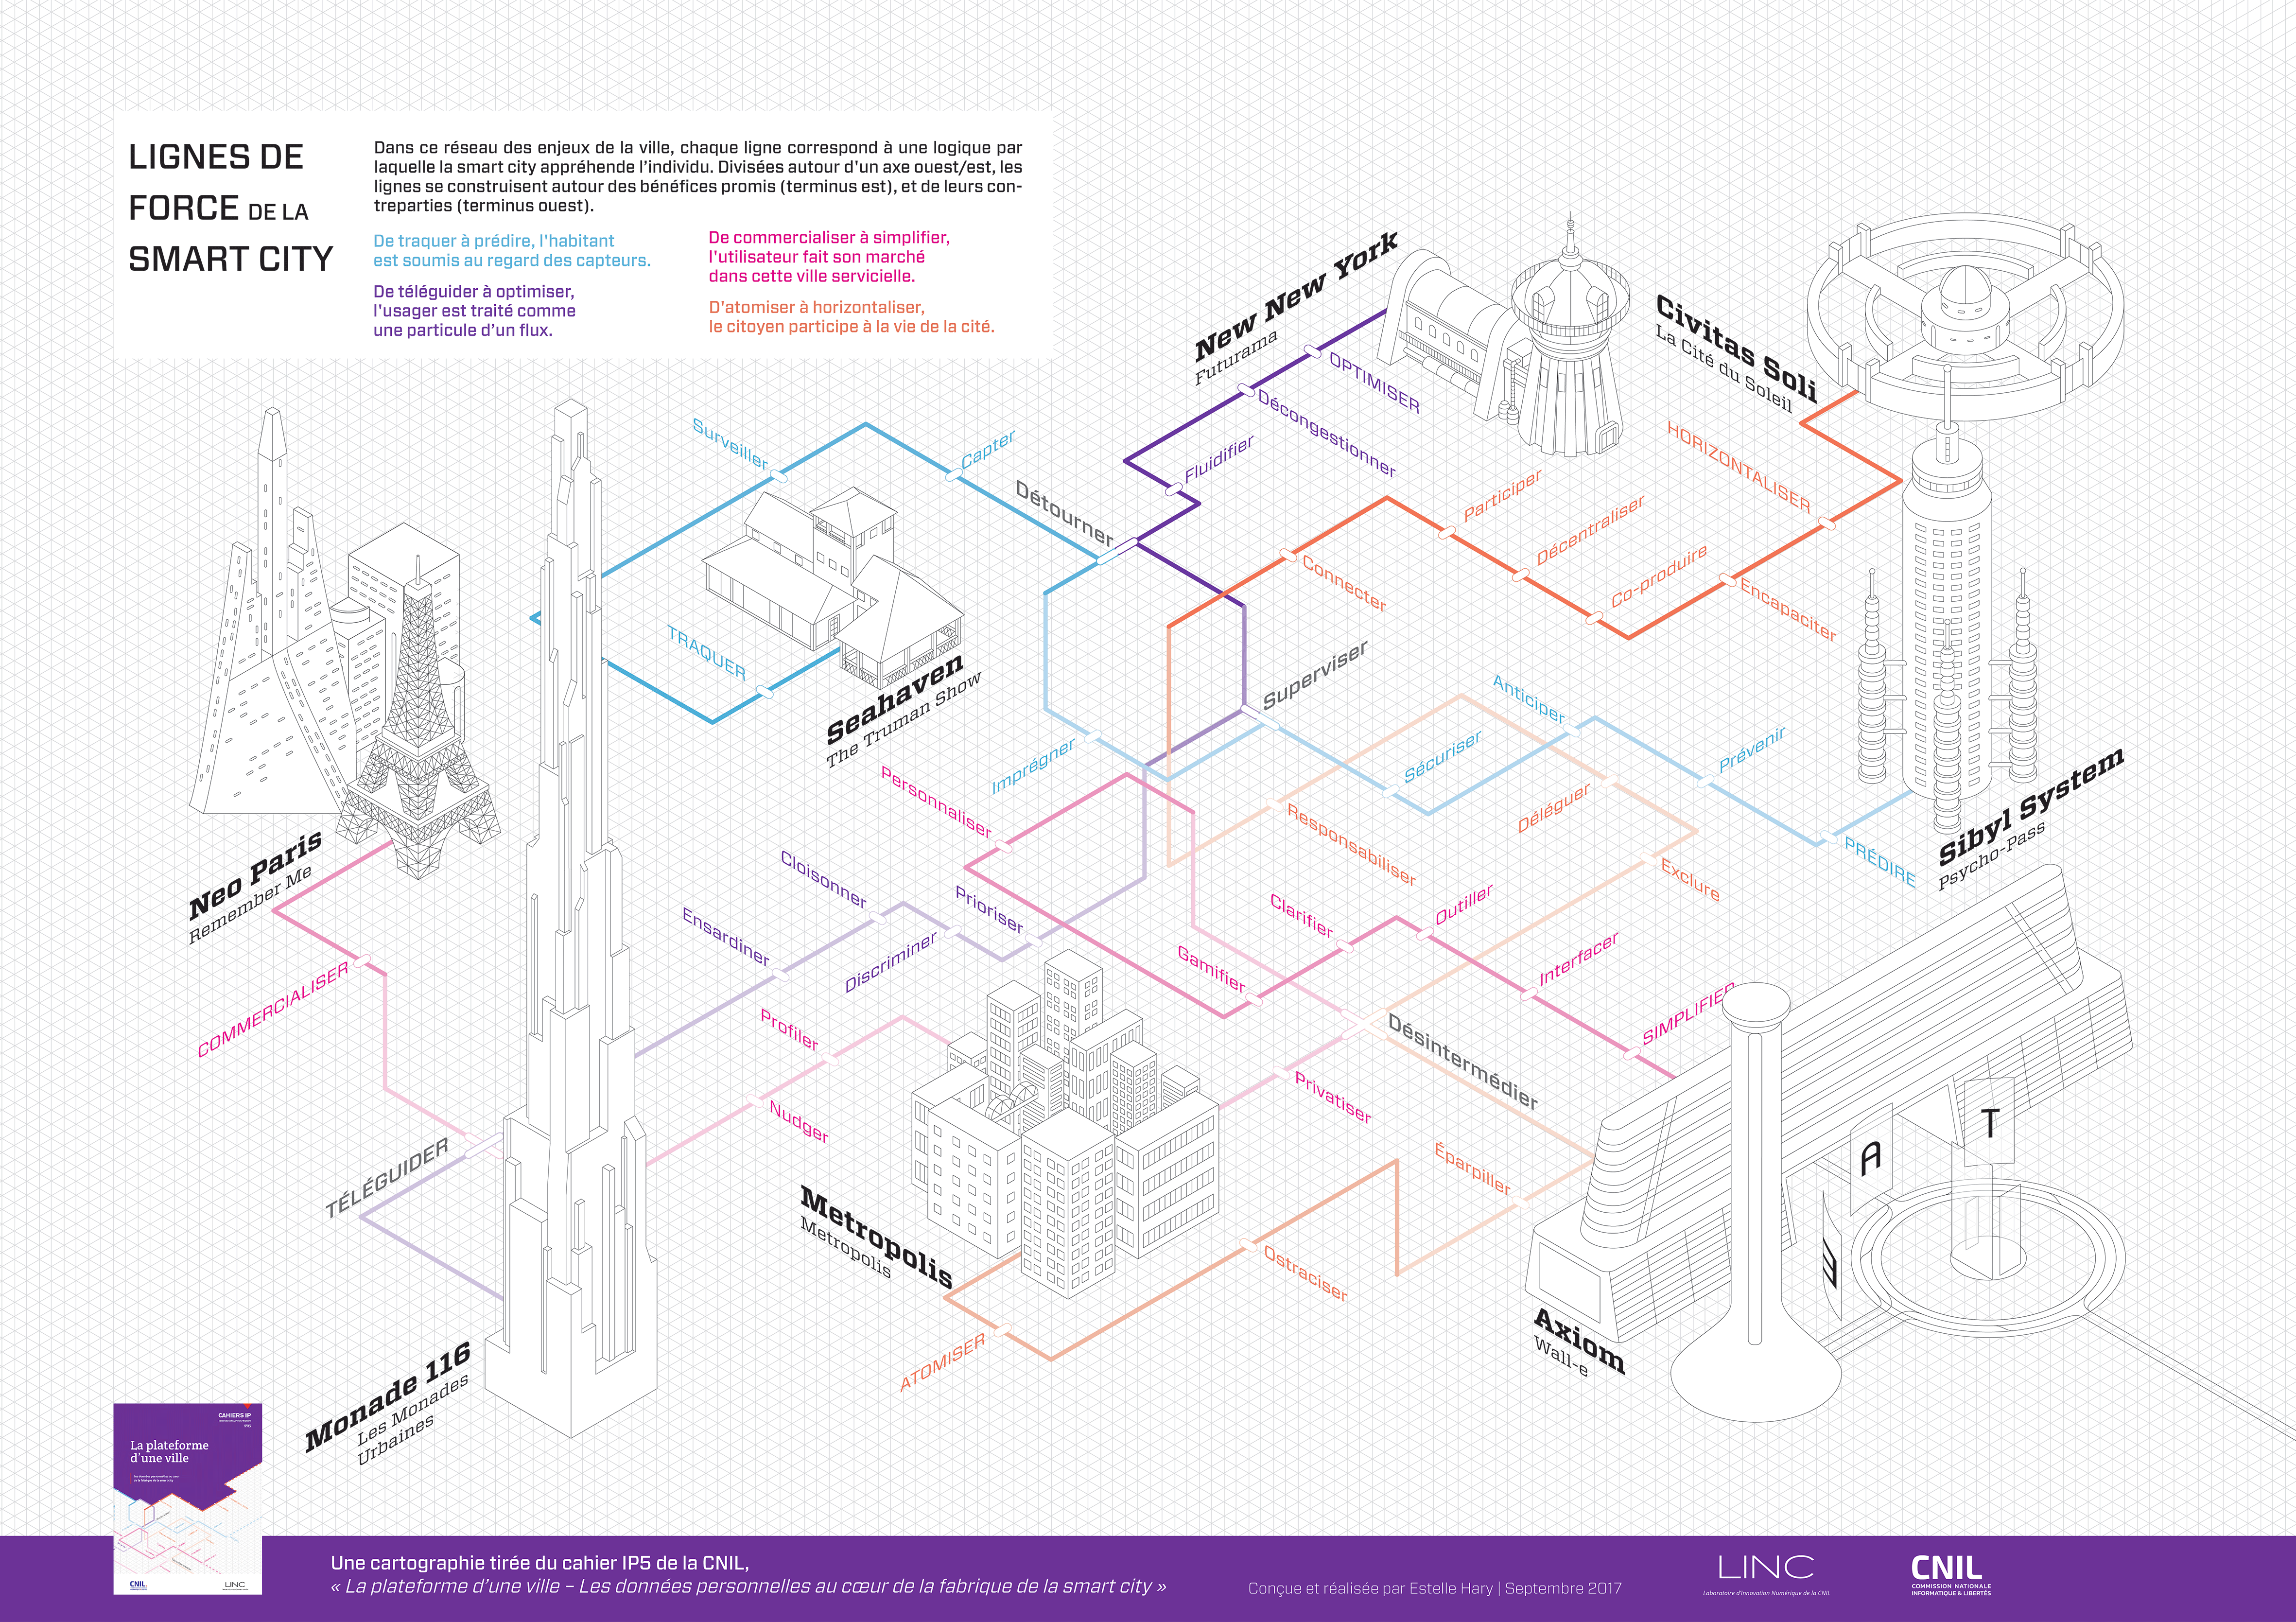 LIGNES DE
FORCE DE LA
SMART CITY
Dans ce réseau des enjeux de la ville, chaque ligne correspond à une logique par
laquelle la smart city appréhende l'individu. Divisées autour d'un axe ouest/est, les
lignes se construisent autour des bénéfices promis (terminus est), et de leurs con-
treparties (terminus ouest).
De traquer à prédire, l'habitant
est soumis au regard des capteurs.
De téléguider à optimiser,
l'usager est traité comme
une particule d'un flux.
De commercialiser à simplifier,
l'utilisateur fait son marché
dans cette ville servicielle.
D'atomiser à horizontaliser,
le citoyen participe à la vie de la cité.
New New York
Futurama
Civitas Soli
La Cité du Soleil
OPTIMISER
Décongestionner
Fluidifier
Surveiller
Capter
Détourner
HORIZONTALISER
Participer
Décentraliser
Co-produire
Encapaciter
Connecter
TRAQUER
Seahaven
The Truman Show
Superviser
Anticiper
Prévenir
Sécuriser
Imprégner
Déléguer
Responsabiliser
Exclure
PRÉDIRE
Sibyl System
Psycho-Pass
Personnaliser
Cloisonner
Prioriser
Ensardiner
Discriminer
Neo Paris
Remember Me
COMMERCIALISER
Clarifier
Outiller
Gamifier
Interfacer
SIMPLIFIER
Profiler
Nudger
Désintermédier
Privatiser
Éparpiller
TÉLÉGUIDER
Metropolis
Metropolis
Ostraciser
ATOMISER
A
T
Axiom
Wall-e
Monade 116
Les Monades
Urbaines
CAHIERS IP
La plateforme
d'une ville
CNIL
LINC
Une cartographie tirée du cahier IP5 de la CNIL,
« La plateforme d'une ville – Les données personnelles au cœur de la fabrique de la smart city »
Conçue et réalisée par Estelle Hary | Septembre 2017
LINC
Laboratoire d'Innovation Numérique de la CNIL
CNIL
COMMISSION NATIONALE
INFORMATIQUE & LIBERTÉS